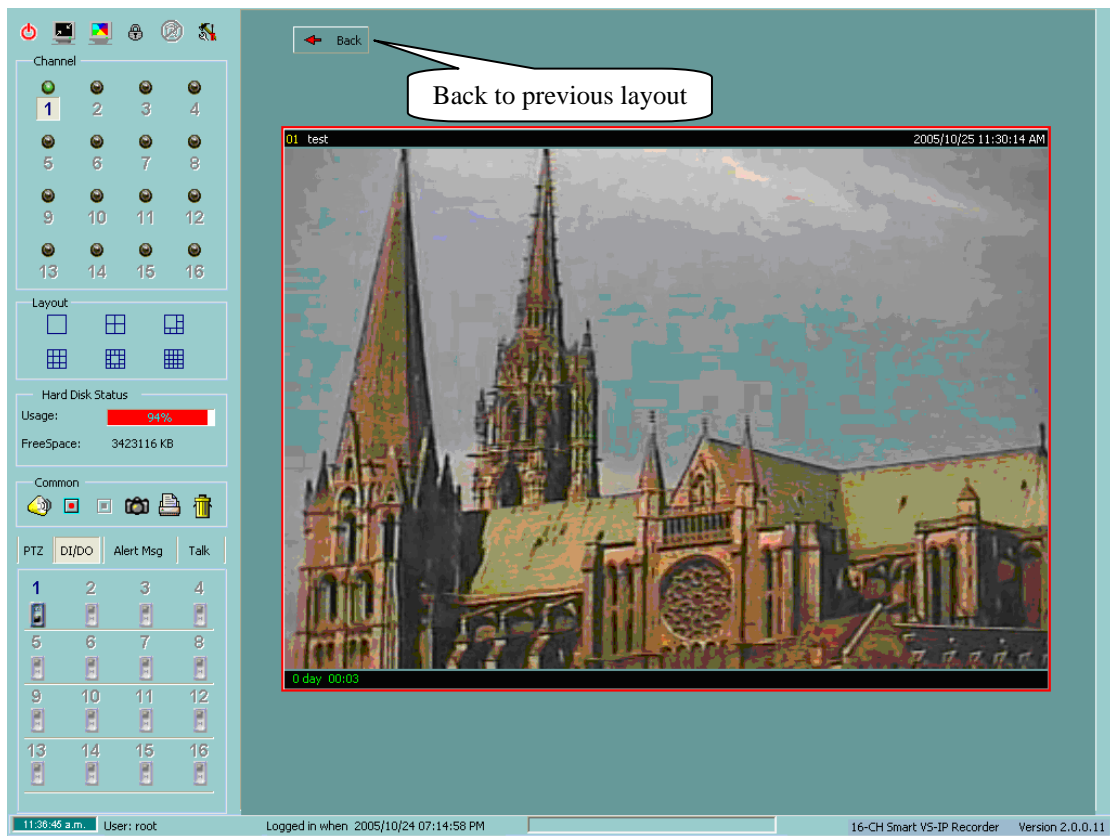 Back
Back to previous layout
Channel
1 2 3 4
5 6 7 8
9 10 11 12
13 14 15 16
Layout
Hard Disk Status
Usage: 94%
FreeSpace: 3423116 KB
Common
PTZ DI/DO Alert Msg Talk
1 2 3 4
5 6 7 8
9 10 11 12
13 14 15 16
01 test 2005/10/25 11:30:14 AM
0 day 00:03
11:36:45 a.m. User: root Logged in when 2005/10/24 07:14:58 PM 16-CH Smart VS-IP Recorder Version 2.0.0.11